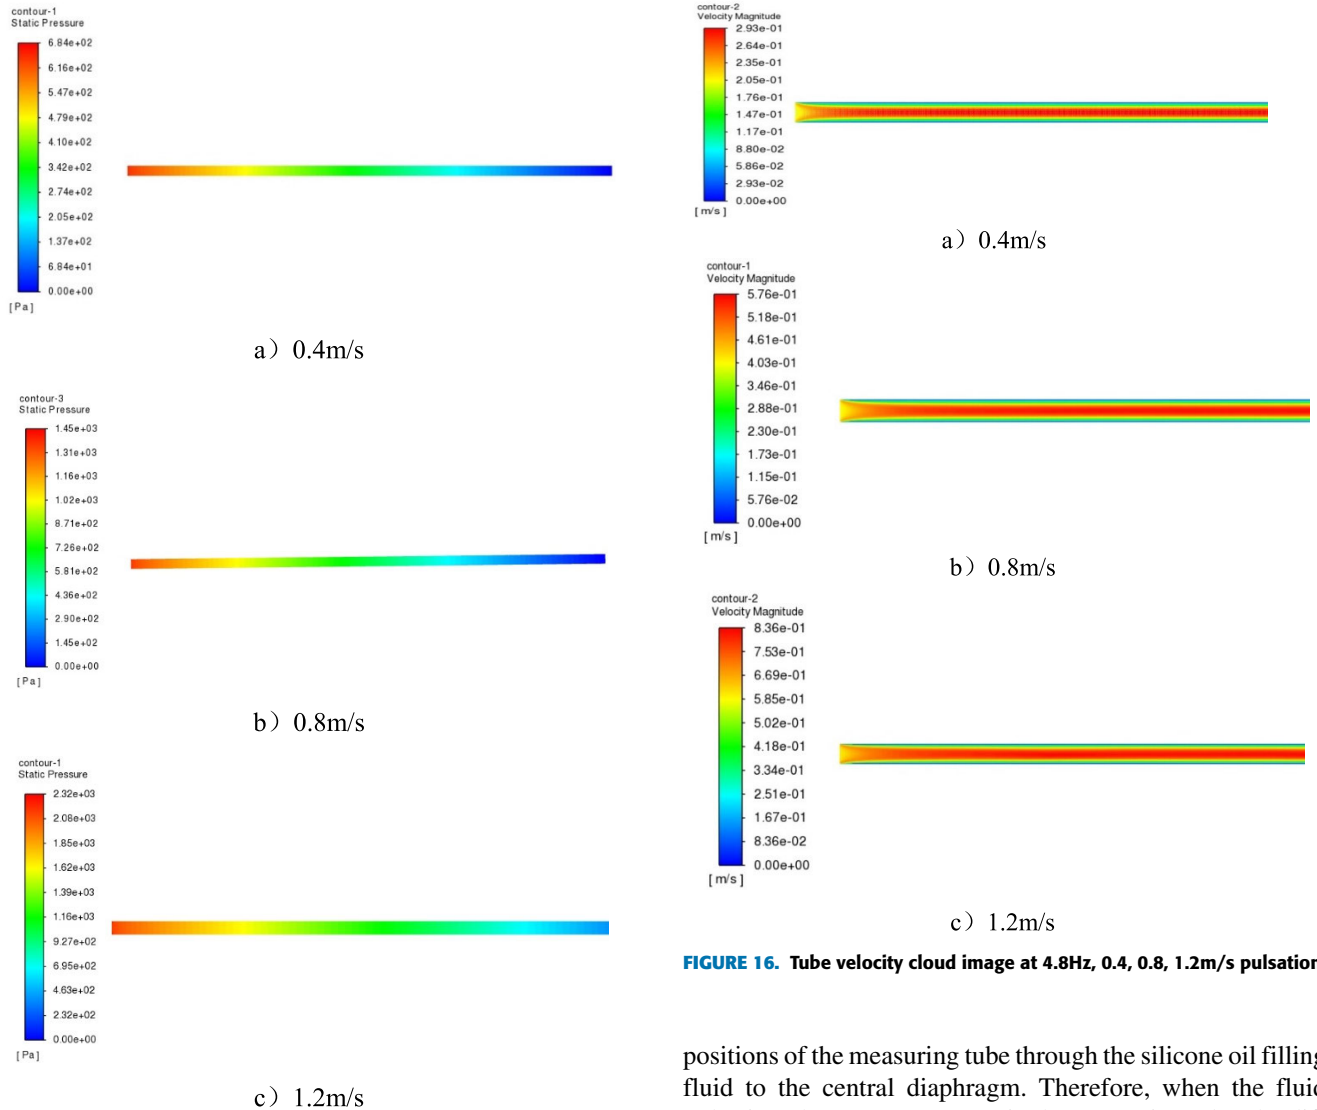 contour-1
Static Pressure
6.84e+02
6.16e+02
5.47e+02
4.79e+02
4.10e+02
3.42e+02
2.74e+02
2.05e+02
1.37e+02
6.84e+01
0.00e+00
[Pa]
a）0.4m/s
contour-3
Static Pressure
1.45e+03
1.31e+03
1.16e+03
1.02e+03
8.71e+02
7.26e+02
5.81e+02
4.36e+02
2.90e+02
1.45e+02
0.00e+00
[Pa]
b）0.8m/s
contour-1
Static Pressure
2.32e+03
2.08e+03
1.85e+03
1.62e+03
1.39e+03
1.16e+03
9.27e+02
6.95e+02
4.63e+02
2.32e+02
0.00e+00
[Pa]
c）1.2m/s
contour-2
Velocity Magnitude
2.93e-01
2.64e-01
2.35e-01
2.05e-01
1.76e-01
1.47e-01
1.17e-01
8.80e-02
5.86e-02
2.93e-02
0.00e+00
[m/s]
a）0.4m/s
contour-1
Velocity Magnitude
5.76e-01
5.18e-01
4.61e-01
4.03e-01
3.46e-01
2.88e-01
2.30e-01
1.73e-01
1.15e-01
5.76e-02
0.00e+00
[m/s]
b）0.8m/s
contour-2
Velocity Magnitude
8.36e-01
7.53e-01
6.69e-01
5.85e-01
5.02e-01
4.18e-01
3.34e-01
2.51e-01
1.67e-01
8.36e-02
0.00e+00
[m/s]
c）1.2m/s
FIGURE 16. Tube velocity cloud image at 4.8Hz, 0.4, 0.8, 1.2m/s pulsation
positions of the measuring tube through the silicone oil filling
fluid to the central diaphragm. Therefore, when the fluid